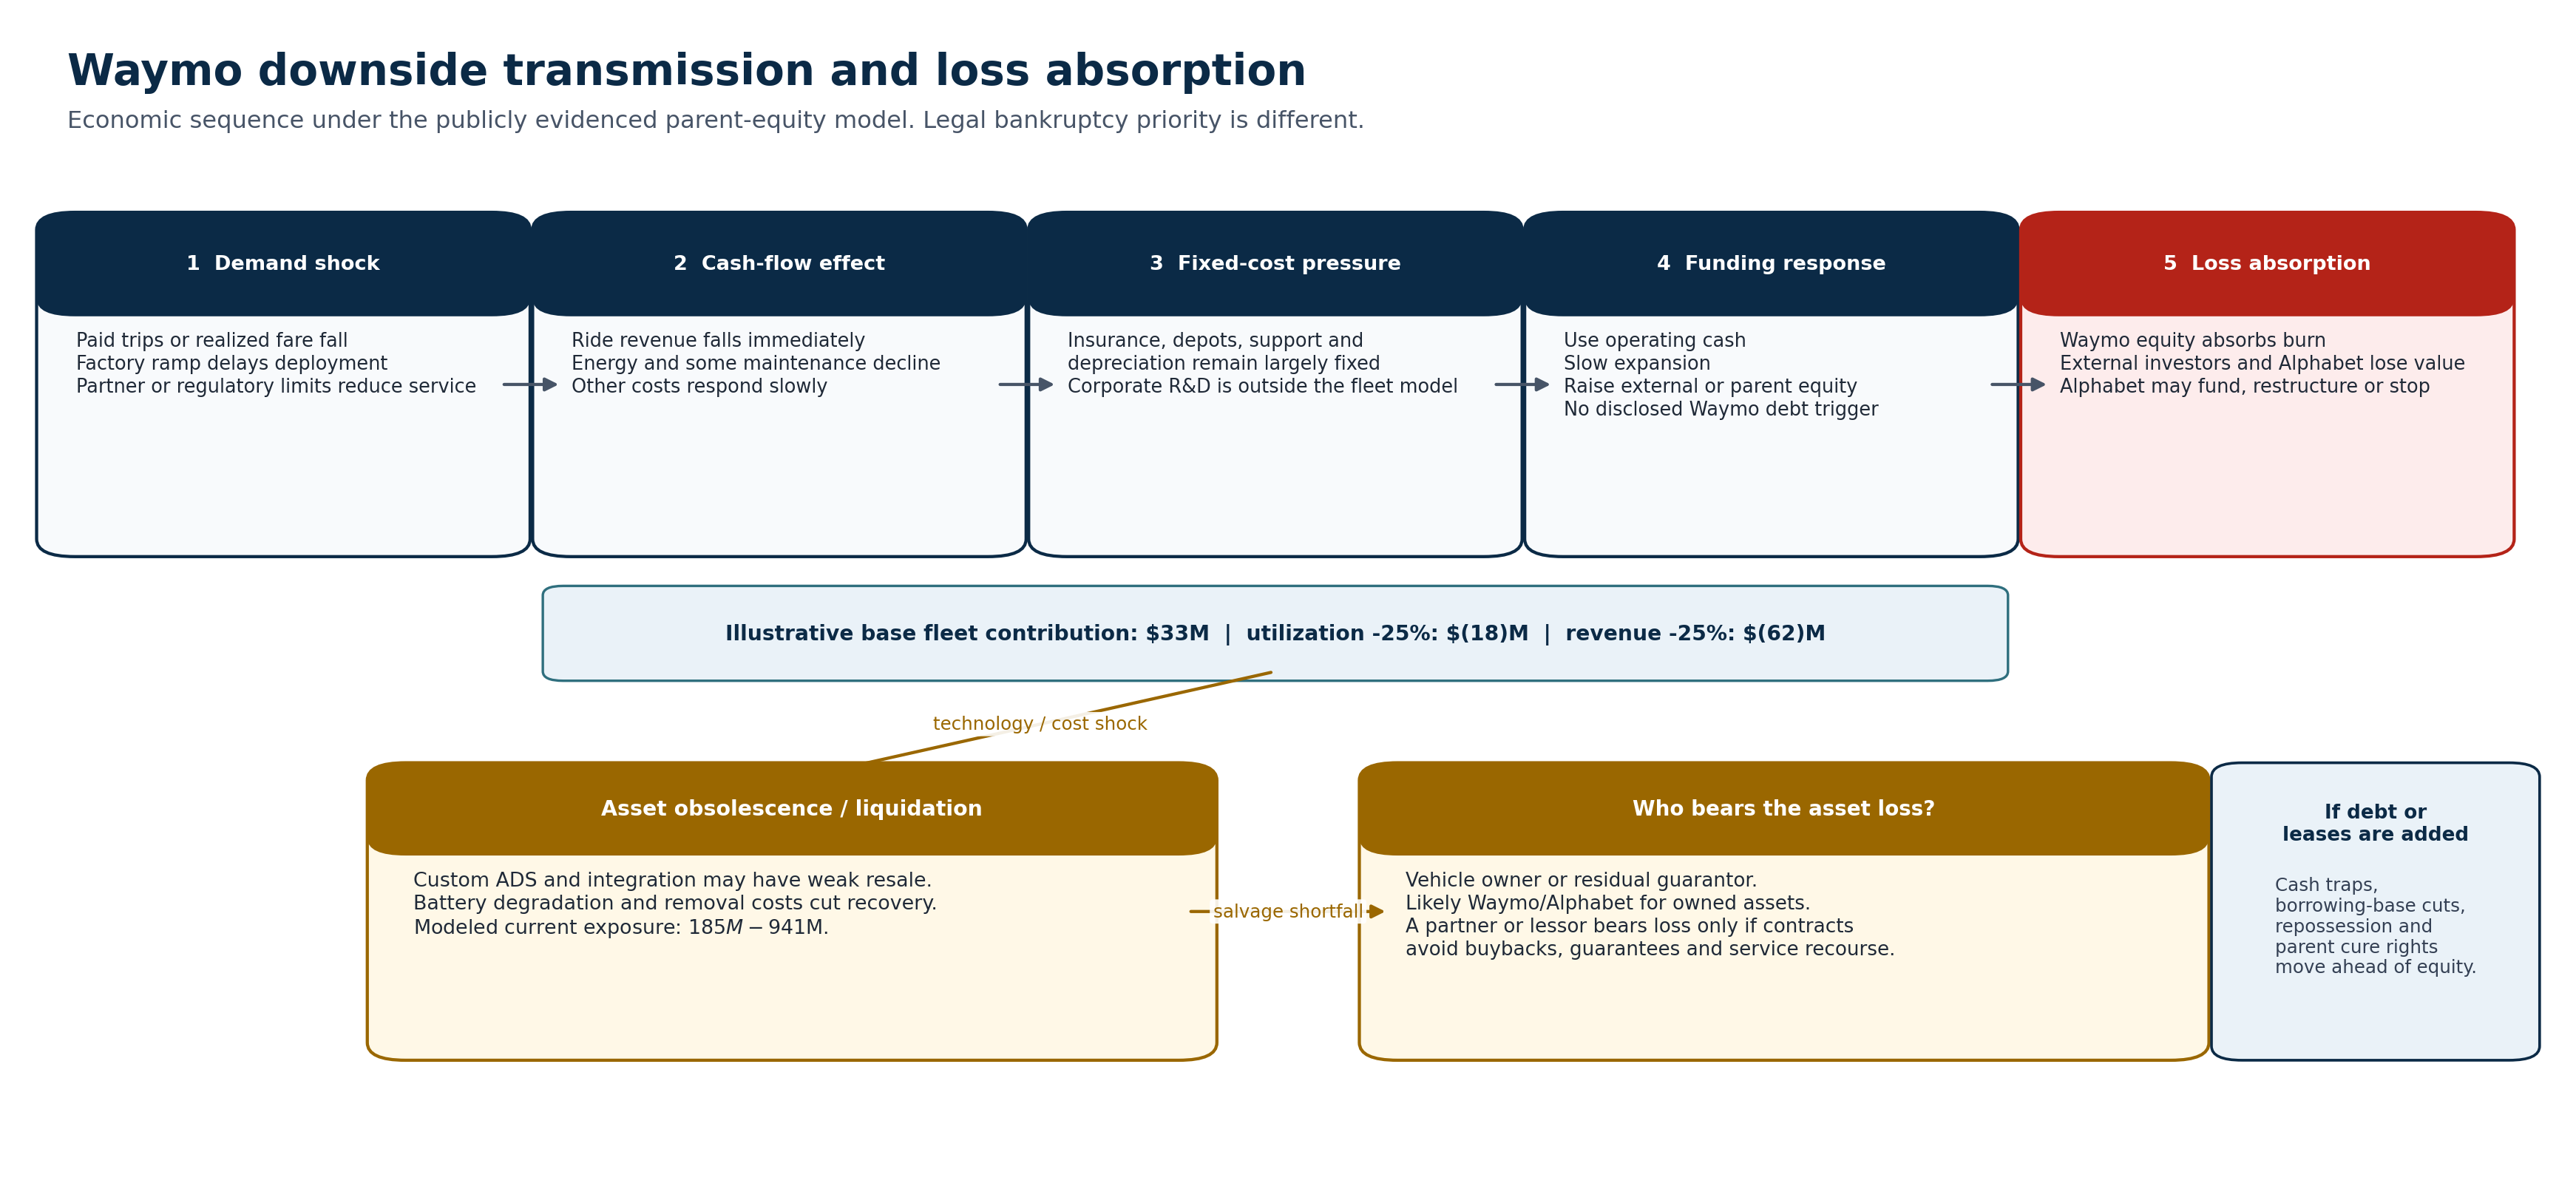 Waymo downside transmission and loss absorption
Economic sequence under the publicly evidenced parent-equity model. Legal bankruptcy priority is different.
1 Demand shock
Paid trips or realized fare fall
Factory ramp delays deployment
Partner or regulatory limits reduce service
2 Cash-flow effect
Ride revenue falls immediately
Energy and some maintenance decline
Other costs respond slowly
3 Fixed-cost pressure
Insurance, depots, support and
depreciation remain largely fixed
Corporate R&D is outside the fleet model
4 Funding response
Use operating cash
Slow expansion
Raise external or parent equity
No disclosed Waymo debt trigger
5 Loss absorption
Waymo equity absorbs burn
External investors and Alphabet lose value
Alphabet may fund, restructure or stop
Illustrative base fleet contribution: $33M | utilization -25%: $(18)M | revenue -25%: $(62)M
technology / cost shock
Asset obsolescence / liquidation
Custom ADS and integration may have weak resale.
Battery degradation and removal costs cut recovery.
Modeled current exposure: 185M − 941M.
salvage shortfall
Who bears the asset loss?
Vehicle owner or residual guarantor.
Likely Waymo/Alphabet for owned assets.
A partner or lessor bears loss only if contracts
avoid buybacks, guarantees and service recourse.
If debt or
leases are added
Cash traps,
borrowing-base cuts,
repossession and
parent cure rights
move ahead of equity.